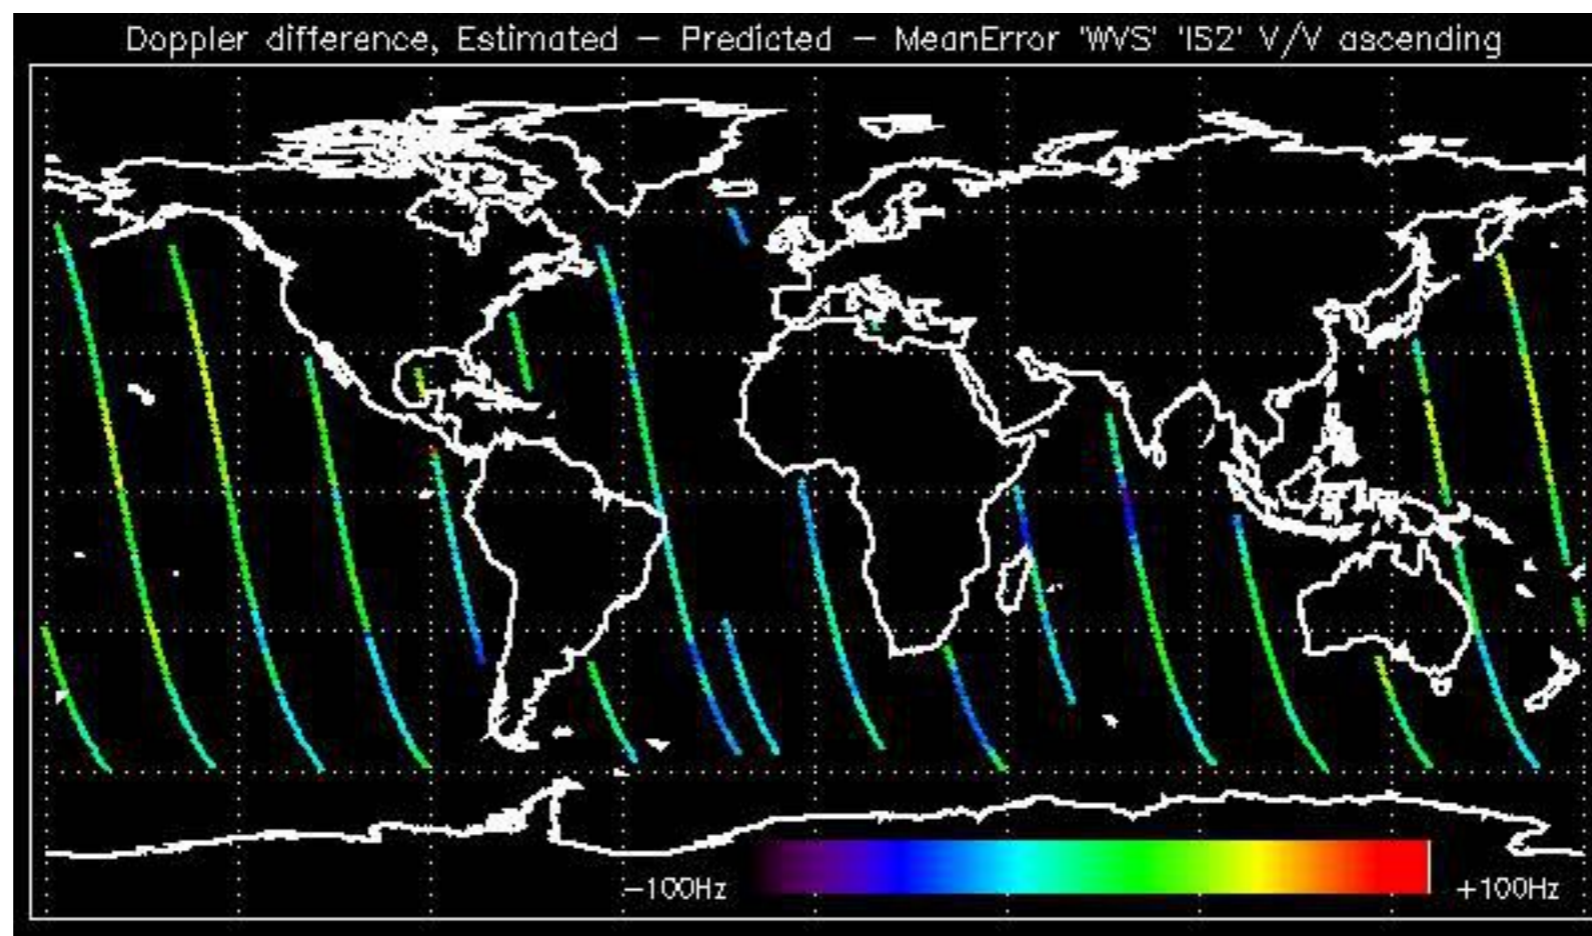 Doppler difference, Estimated − Predicted − MeanError 'WVS' 'IS2' V/V ascending
−100Hz
+100Hz